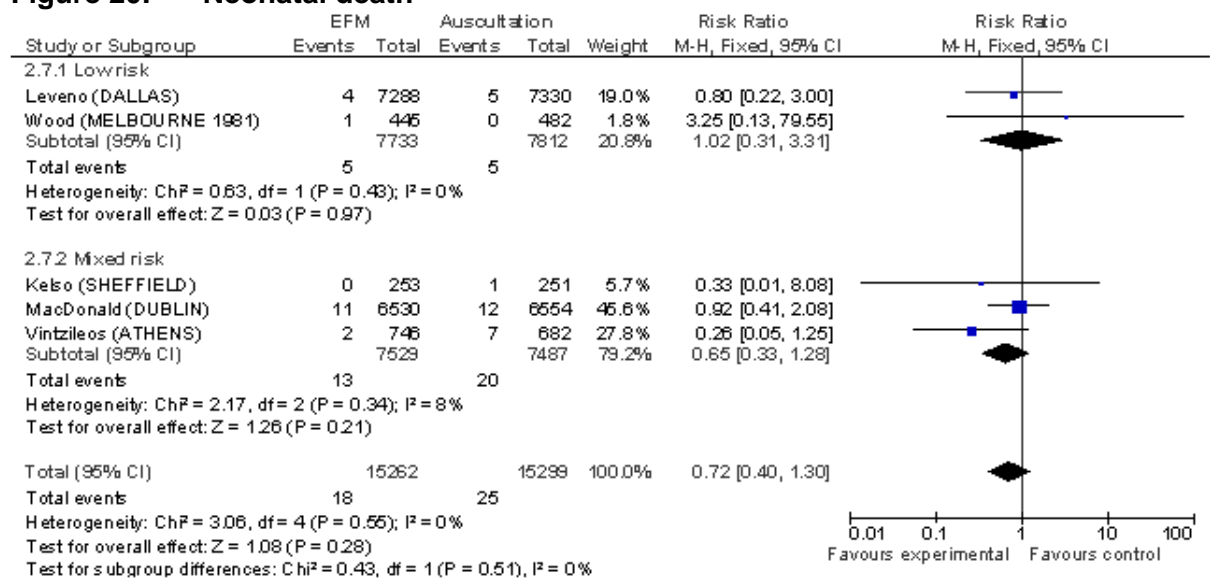 Figure 20. Neonatal death
EFM Auscultation Risk Ratio Risk Ratio
Study or Subgroup Events Total Events Total Weight M-H, Fixed, 95% CI M-H, Fixed, 95% CI
2.7.1 Low risk
Leveno (DALLAS) 4 7288 5 7330 19.0% 0.80 [0.22, 3.00]
Wood (MELBOURNE 1981) 1 445 0 482 1.8% 3.25 [0.13, 79.55]
Subtotal (95% CI) 7733 7812 20.8% 1.02 [0.31, 3.31]
Total events 5 5
Heterogeneity: Chi² = 0.63, df = 1 (P = 0.43); I² = 0%
Test for overall effect: Z = 0.03 (P = 0.97)
2.7.2 Mixed risk
Kelso (SHEFFIELD) 0 253 1 251 5.7% 0.33 [0.01, 8.08]
MacDonald (DUBLIN) 11 6530 12 6554 45.6% 0.92 [0.41, 2.08]
Vintzileos (ATHENS) 2 746 7 682 27.8% 0.26 [0.05, 1.25]
Subtotal (95% CI) 7529 7487 79.2% 0.65 [0.33, 1.28]
Total events 13 20
Heterogeneity: Chi² = 2.17, df = 2 (P = 0.34); I² = 8%
Test for overall effect: Z = 1.26 (P = 0.21)
Total (95% CI) 15262 15299 100.0% 0.72 [0.40, 1.30]
Total events 18 25
Heterogeneity: Chi² = 3.06, df = 4 (P = 0.55); I² = 0%
Test for overall effect: Z = 1.08 (P = 0.28)
Test for subgroup differences: Chi² = 0.43, df = 1 (P = 0.51), I² = 0%
0.01 0.1 1 10 100
Favours experimental Favours control